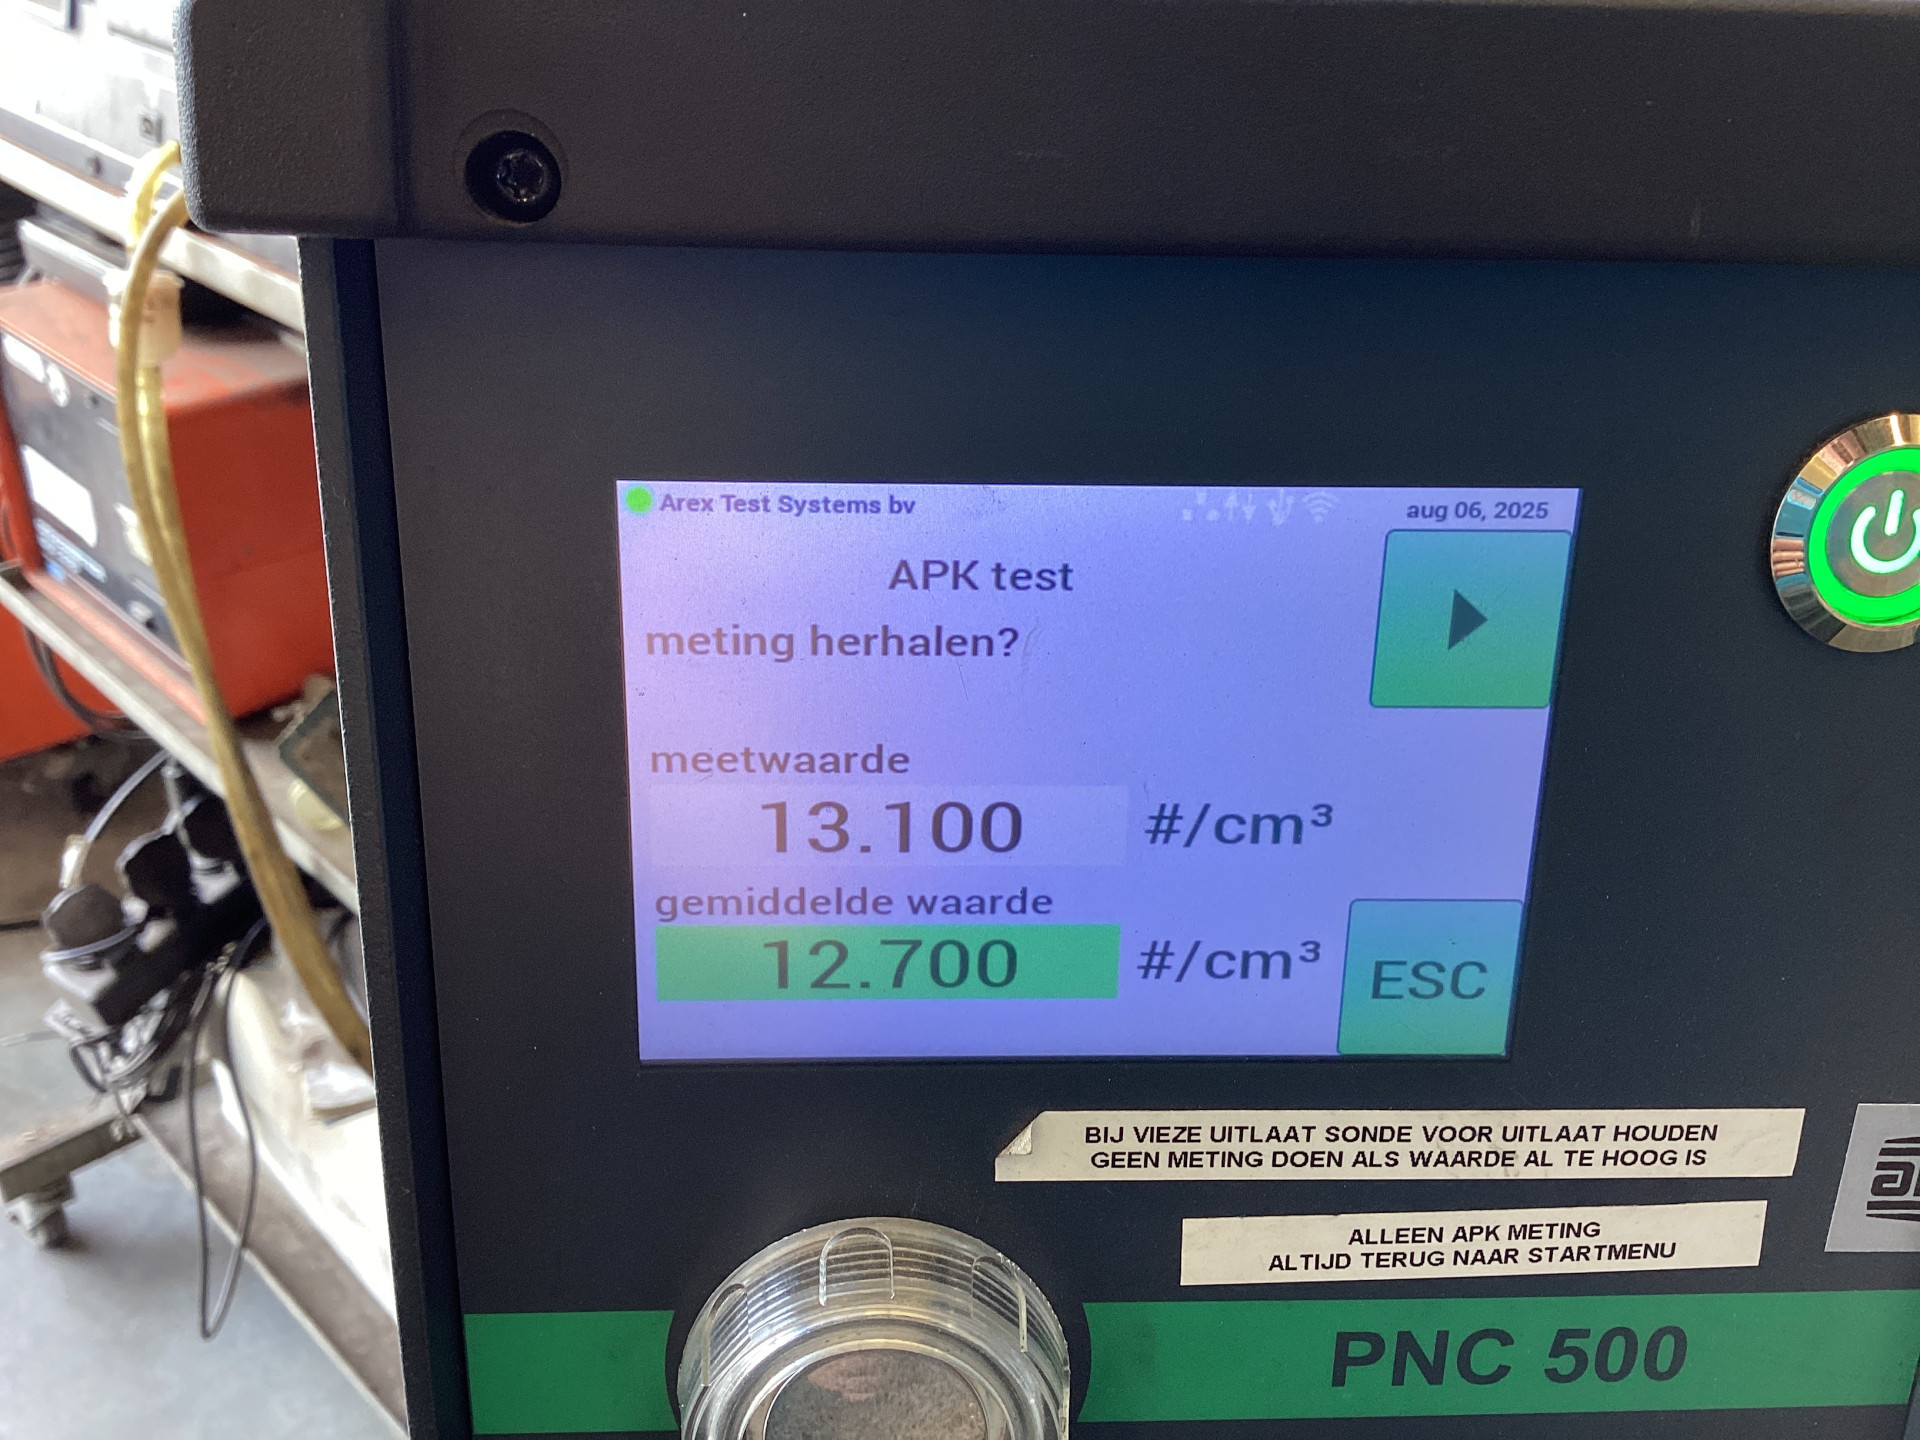 Arex Test Systems bv
aug 06, 2025
APK test
meting herhalen?
meetwaarde
13.100 #/cm³
gemiddelde waarde
12.700 #/cm³
ESC
BIJ VIEZE UITLAAT SONDE VOOR UITLAAT HOUDEN
GEEN METING DOEN ALS WAARDE AL TE HOOG IS
ALLEEN APK METING
ALTIJD TERUG NAAR STARTMENU
PNC 500